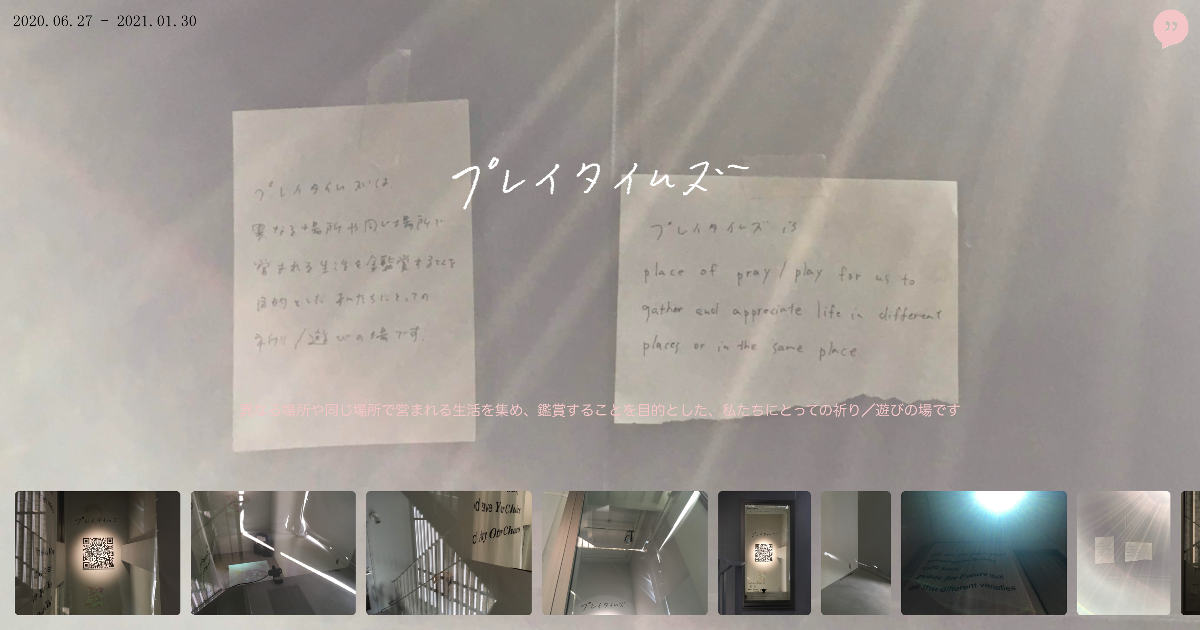 2020.06.27 - 2021.01.30
プレイタイムズ
プレイタイムズは
異なる場所や同じ場所で
営まれる生活を鑑賞することを
目的とした 私たちにとっての
祈り/遊びの場です.
プレイタイムズ is
place of pray/play for us to
gather and appreciate life in different
places or in the same place
異なる場所や同じ場所で営まれる生活を集め、鑑賞することを目的とした、私たちにとっての祈り／遊びの場です
プレイタイムズ
プレイタイムズ